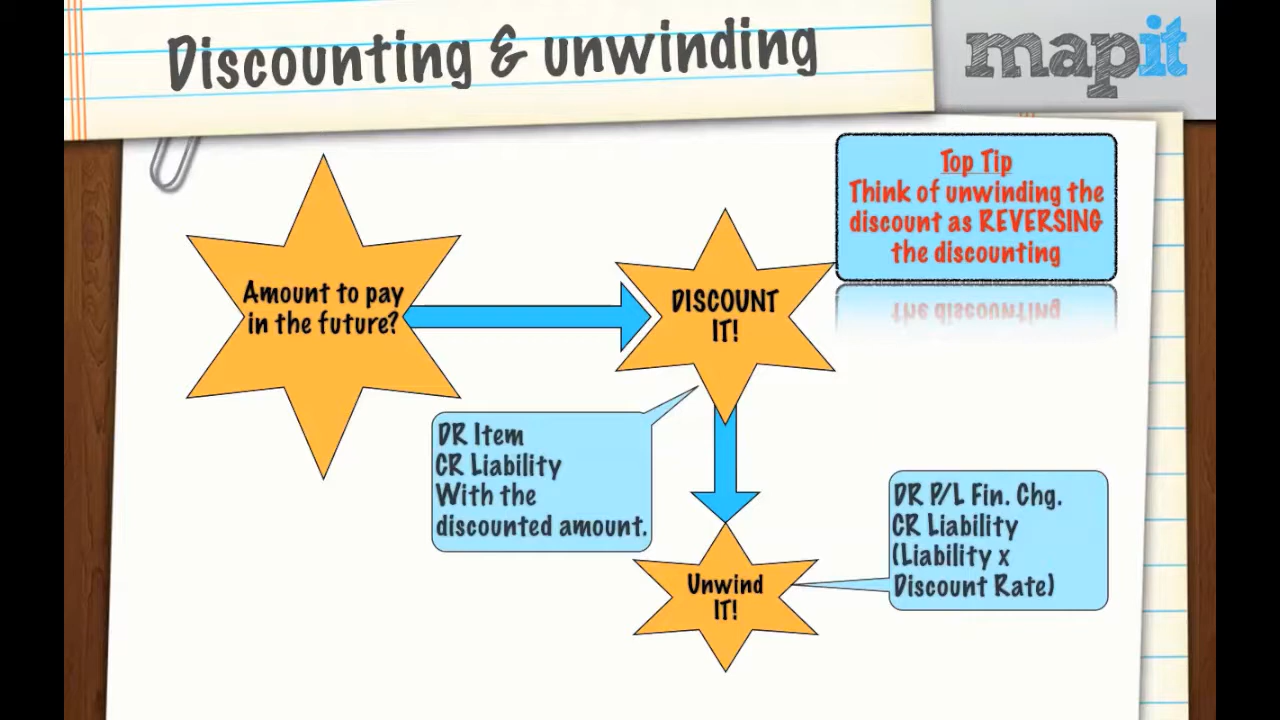 Discounting & unwinding
mapit
Top Tip
Think of unwinding the
discount as REVERSING
the discounting
the discounting
Amount to pay
in the future?
DISCOUNT
IT!
DR Item
CR Liability
With the
discounted amount.
DR P/L Fin. Chg.
CR Liability
(Liability x
Discount Rate)
Unwind
IT!